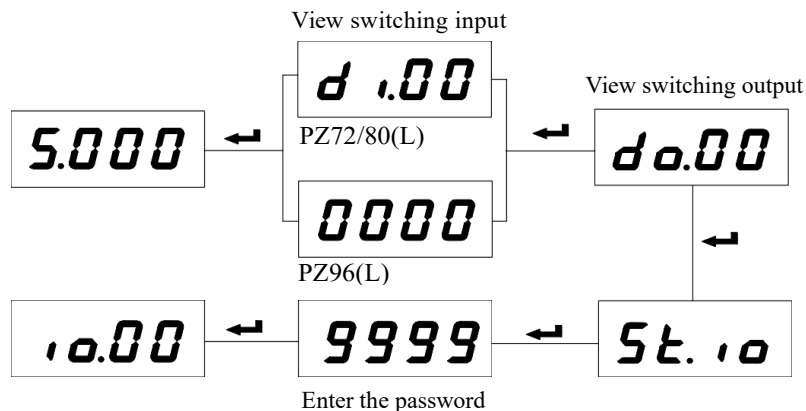 View switching input
di.00
View switching output
PZ72/80(L)
5.000
do.00
0000
PZ96(L)
io.00
9999
St.io
Enter the password